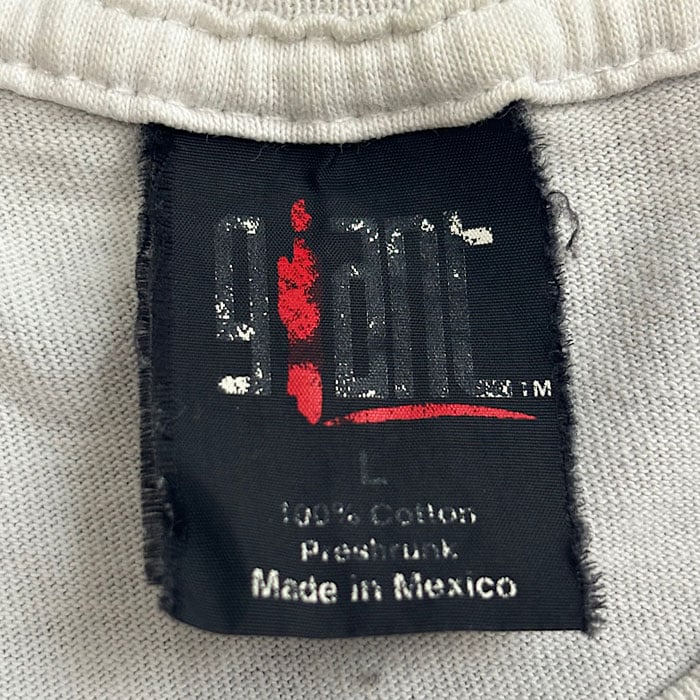 giant TM
L
100% Cotton
Preshrunk
Made in Mexico